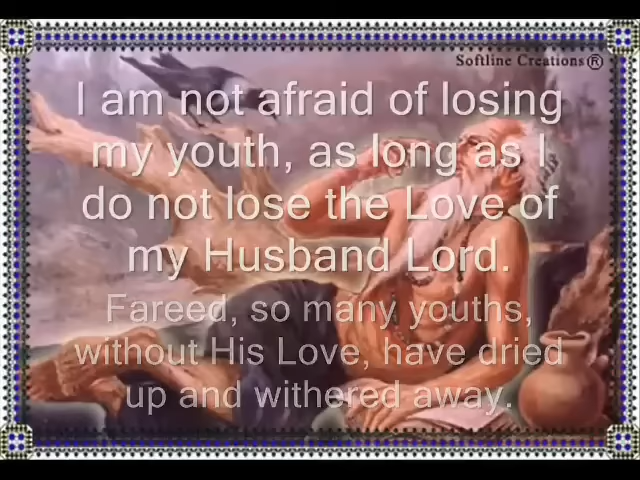 Softline Creations®
I am not afraid of losing
my youth, as long as I
do not lose the Love of
my Husband Lord.
Fareed, so many youths,
without His Love, have dried
up and withered away.